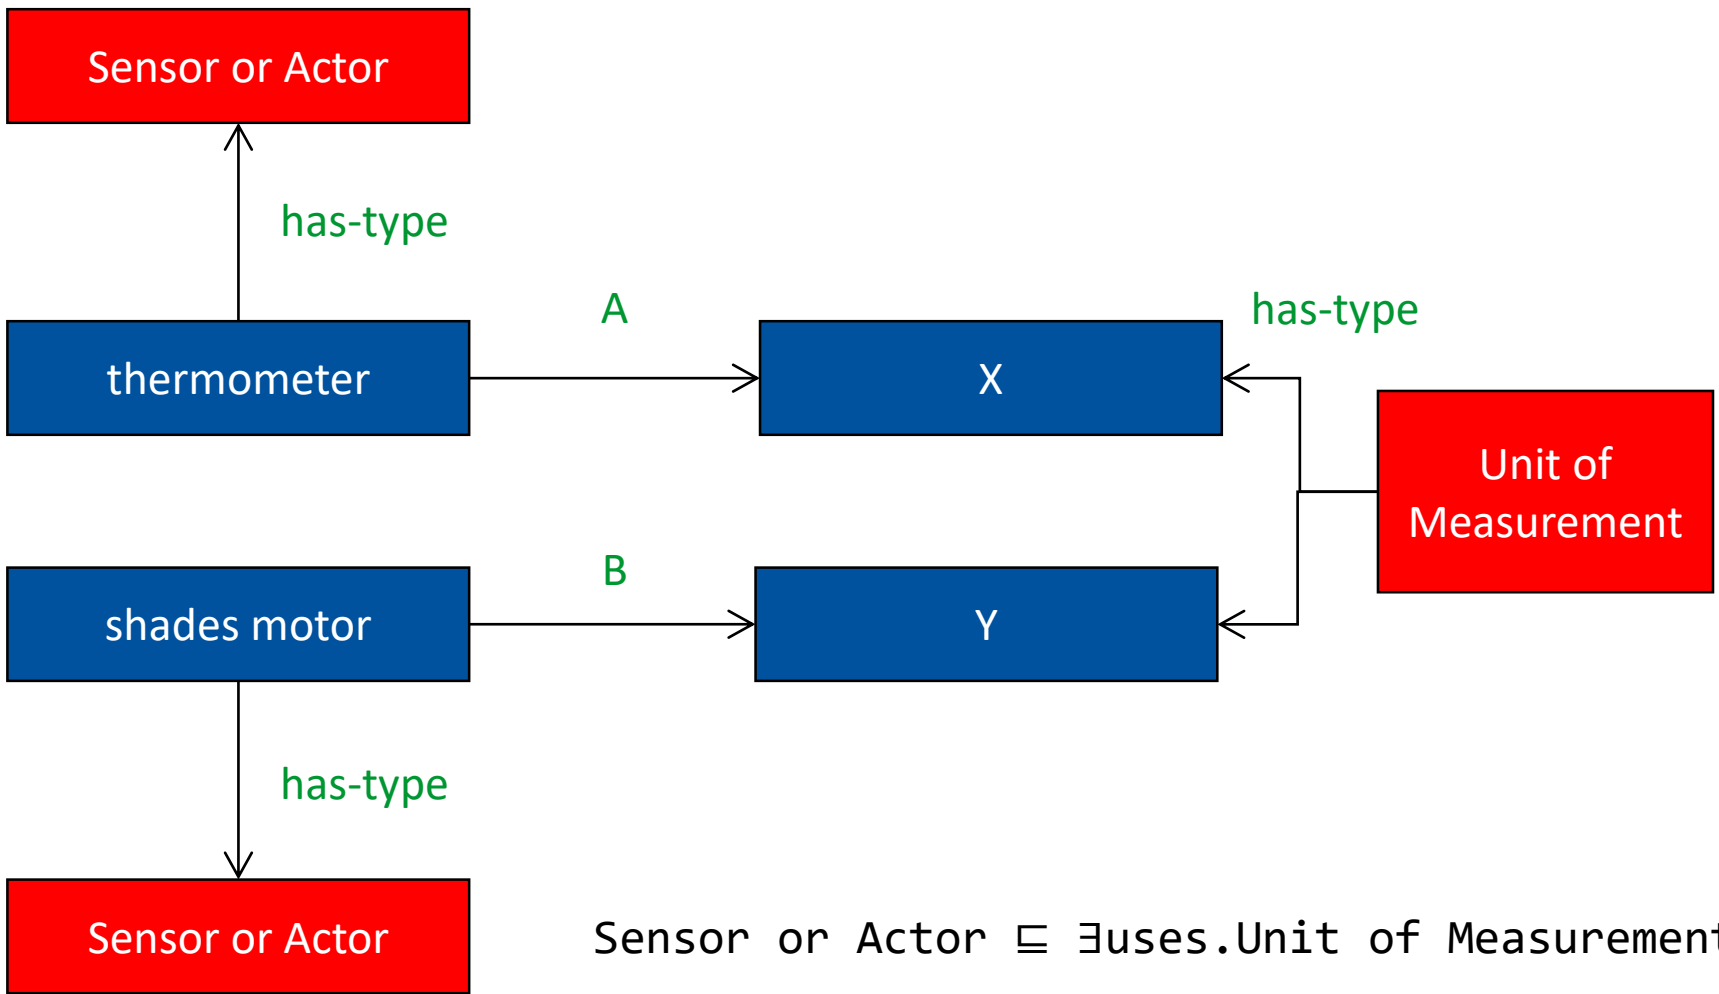 Sensor or Actor
has-type
A
has-type
thermometer
X
Unit of
Measurement
B
shades motor
Y
has-type
Sensor or Actor
Sensor or Actor ⊑ ∃uses.Unit of Measurement